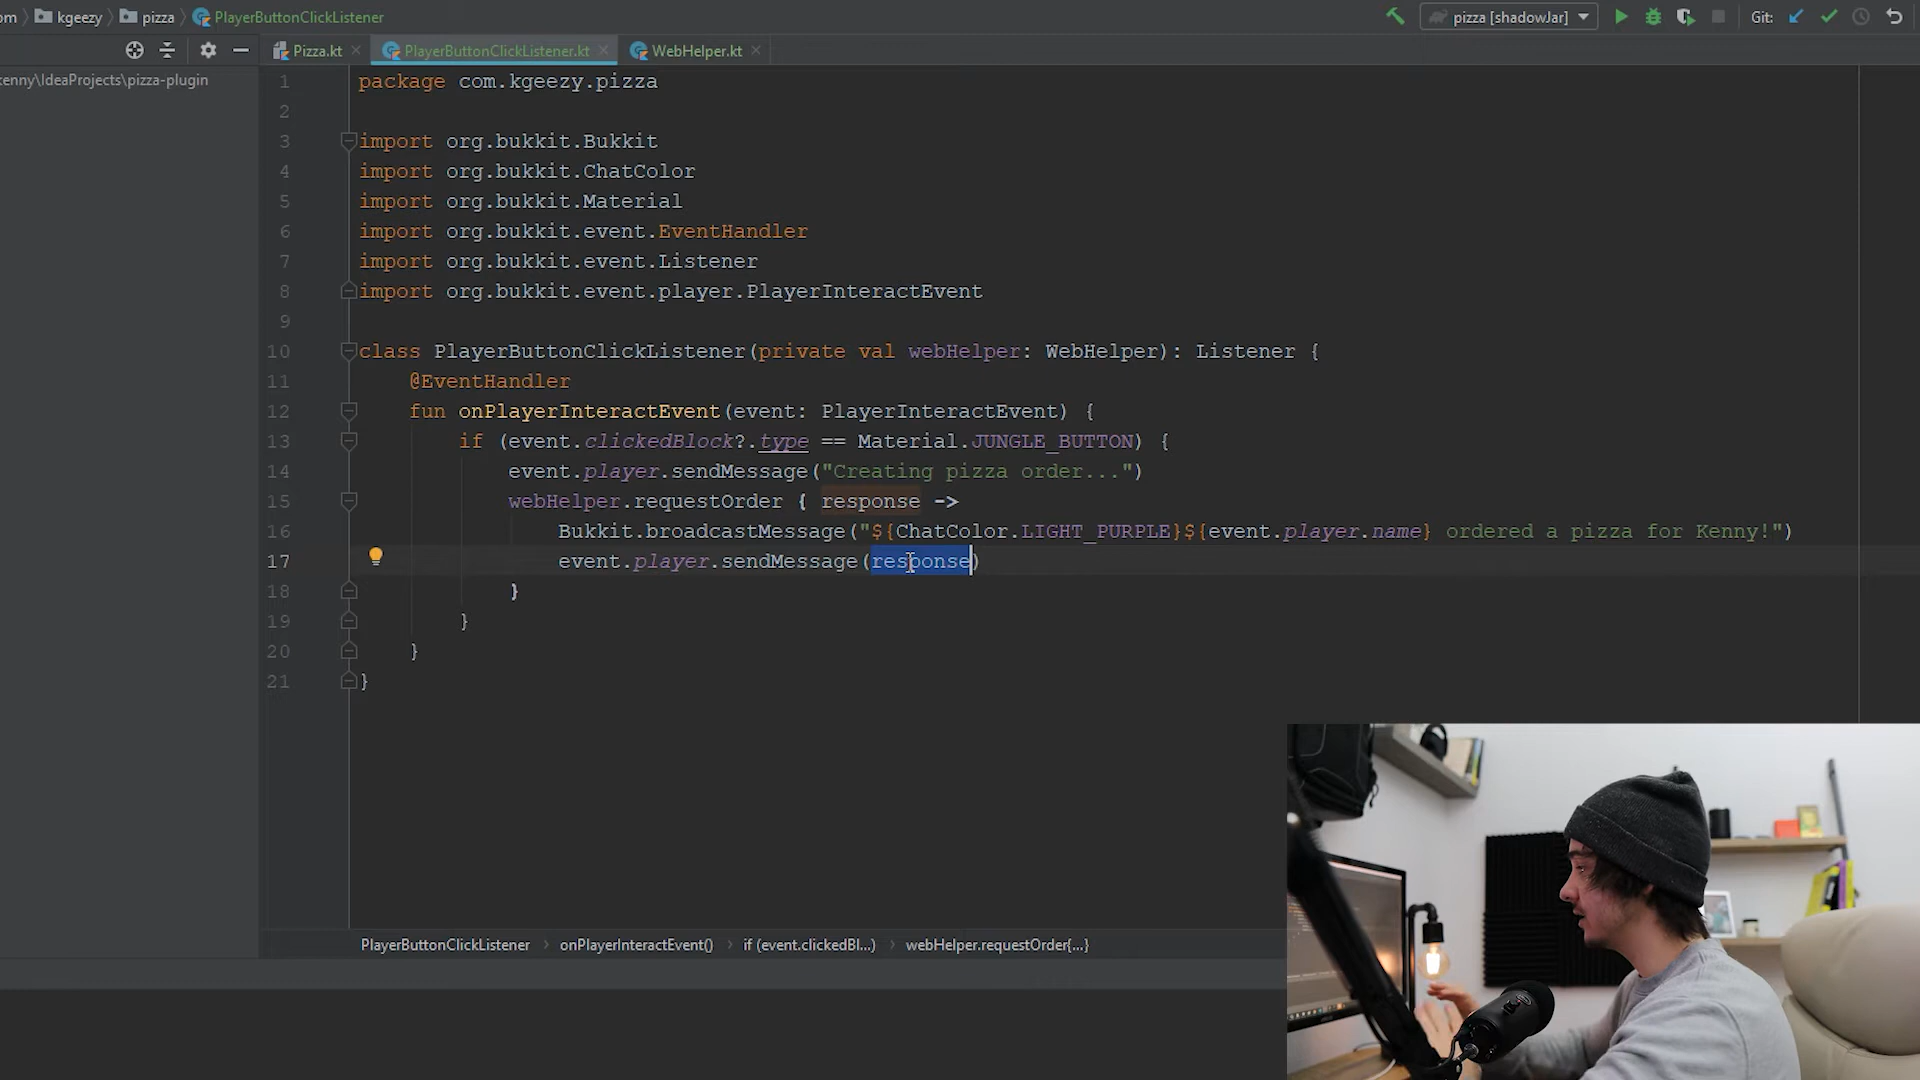 om kgeezy pizza PlayerButtonClickListener pizza [shadowJar] Git:
Pizza.kt PlayerButtonClickListener.kt WebHelper.kt
kenny\IdeaProjects\pizza-plugin
1 package com.kgeezy.pizza
2
3 import org.bukkit.Bukkit
4 import org.bukkit.ChatColor
5 import org.bukkit.Material
6 import org.bukkit.event.EventHandler
7 import org.bukkit.event.Listener
8 import org.bukkit.event.player.PlayerInteractEvent
9
10 class PlayerButtonClickListener(private val webHelper: WebHelper): Listener {
11 @EventHandler
12 fun onPlayerInteractEvent(event: PlayerInteractEvent) {
13 if (event.clickedBlock?.type == Material.JUNGLE_BUTTON) {
14 event.player.sendMessage("Creating pizza order...")
15 webHelper.requestOrder { response ->
16 Bukkit.broadcastMessage("${ChatColor.LIGHT_PURPLE}${event.player.name} ordered a pizza for Kenny!")
17 event.player.sendMessage(response)
18 }
19 }
20 }
21 }
PlayerButtonClickListener onPlayerInteractEvent() if (event.clickedBl...) webHelper.requestOrder{...}